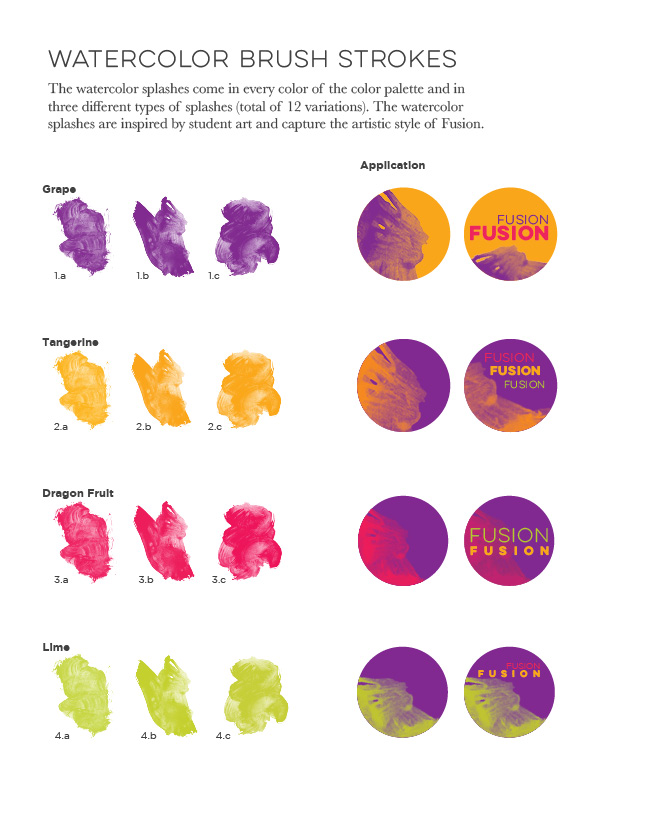 WATERCOLOR BRUSH STROKES
The watercolor splashes come in every color of the color palette and in
three different types of splashes (total of 12 variations). The watercolor
splashes are inspired by student art and capture the artistic style of Fusion.
Application
Grape
1.a
1.b
1.c
FUSION
FUSION
Tangerine
2.a
2.b
2.c
FUSION
FUSION
FUSION
Dragon Fruit
3.a
3.b
3.c
FUSION
FUSION
Lime
4.a
4.b
4.c
FUSION
FUSION